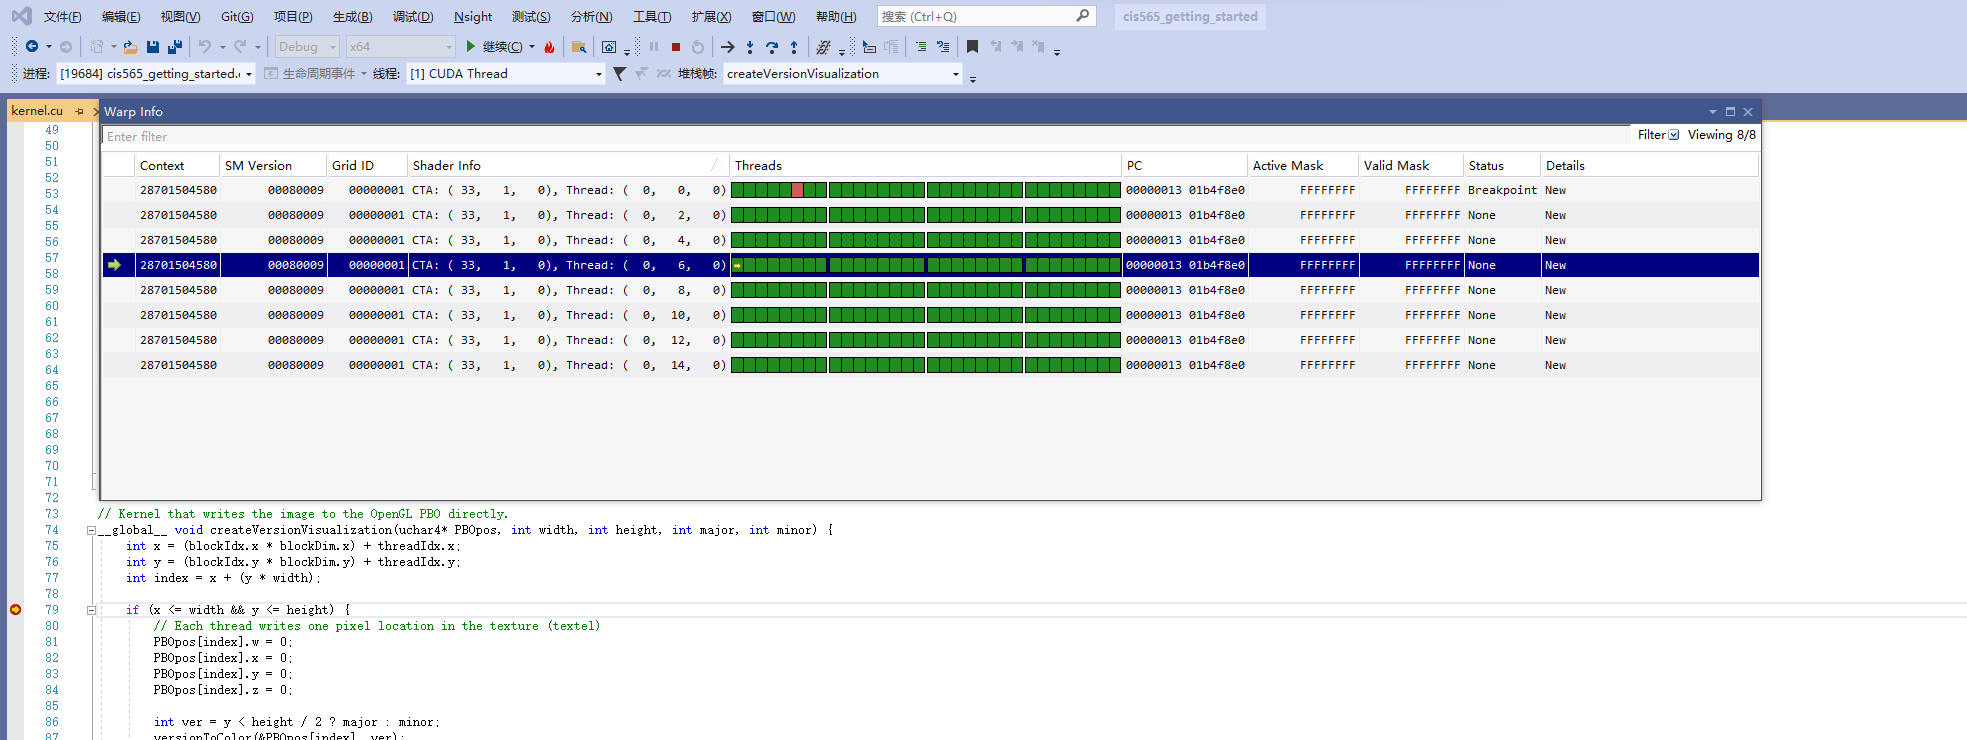 文件(F) 编辑(E) 视图(V) Git(G) 项目(P) 生成(B) 调试(D) Nsight 测试(S) 分析(N) 工具(T) 扩展(X) 窗口(W) 帮助(H) 搜索 (Ctrl+Q) cis565_getting_started
Debug x64 继续(C)
进程: [19684] cis565_getting_started. 生命周期事件 线程: [1] CUDA Thread 堆栈帧: createVersionVisualization
kernel.cu Warp Info
Enter filter Filter Viewing 8/8
Context SM Version Grid ID Shader Info Threads PC Active Mask Valid Mask Status Details
28701504580 00080009 00000001 CTA: ( 33, 1, 0), Thread: ( 0, 0, 0) 00000013 01b4f8e0 FFFFFFFF FFFFFFFF Breakpoint New
28701504580 00080009 00000001 CTA: ( 33, 1, 0), Thread: ( 0, 2, 0) 00000013 01b4f8e0 FFFFFFFF FFFFFFFF None New
28701504580 00080009 00000001 CTA: ( 33, 1, 0), Thread: ( 0, 4, 0) 00000013 01b4f8e0 FFFFFFFF FFFFFFFF None New
28701504580 00080009 00000001 CTA: ( 33, 1, 0), Thread: ( 0, 6, 0) 00000013 01b4f8e0 FFFFFFFF FFFFFFFF None New
28701504580 00080009 00000001 CTA: ( 33, 1, 0), Thread: ( 0, 8, 0) 00000013 01b4f8e0 FFFFFFFF FFFFFFFF None New
28701504580 00080009 00000001 CTA: ( 33, 1, 0), Thread: ( 0, 10, 0) 00000013 01b4f8e0 FFFFFFFF FFFFFFFF None New
28701504580 00080009 00000001 CTA: ( 33, 1, 0), Thread: ( 0, 12, 0) 00000013 01b4f8e0 FFFFFFFF FFFFFFFF None New
28701504580 00080009 00000001 CTA: ( 33, 1, 0), Thread: ( 0, 14, 0) 00000013 01b4f8e0 FFFFFFFF FFFFFFFF None New
49
50
51
52
53
54
55
56
57
58
59
60
61
62
63
64
65
66
67
68
69
70
71
72
73 // Kernel that writes the image to the OpenGL PBO directly.
74 __global__ void createVersionVisualization(uchar4* PBOpos, int width, int height, int major, int minor) {
75 int x = (blockIdx.x * blockDim.x) + threadIdx.x;
76 int y = (blockIdx.y * blockDim.y) + threadIdx.y;
77 int index = x + (y * width);
78
79 if (x <= width && y <= height) {
80 // Each thread writes one pixel location in the texture (textel)
81 PBOpos[index].w = 0;
82 PBOpos[index].x = 0;
83 PBOpos[index].y = 0;
84 PBOpos[index].z = 0;
85
86 int ver = y < height / 2 ? major : minor;
87 versionToColor(&PBOpos[index], ver);